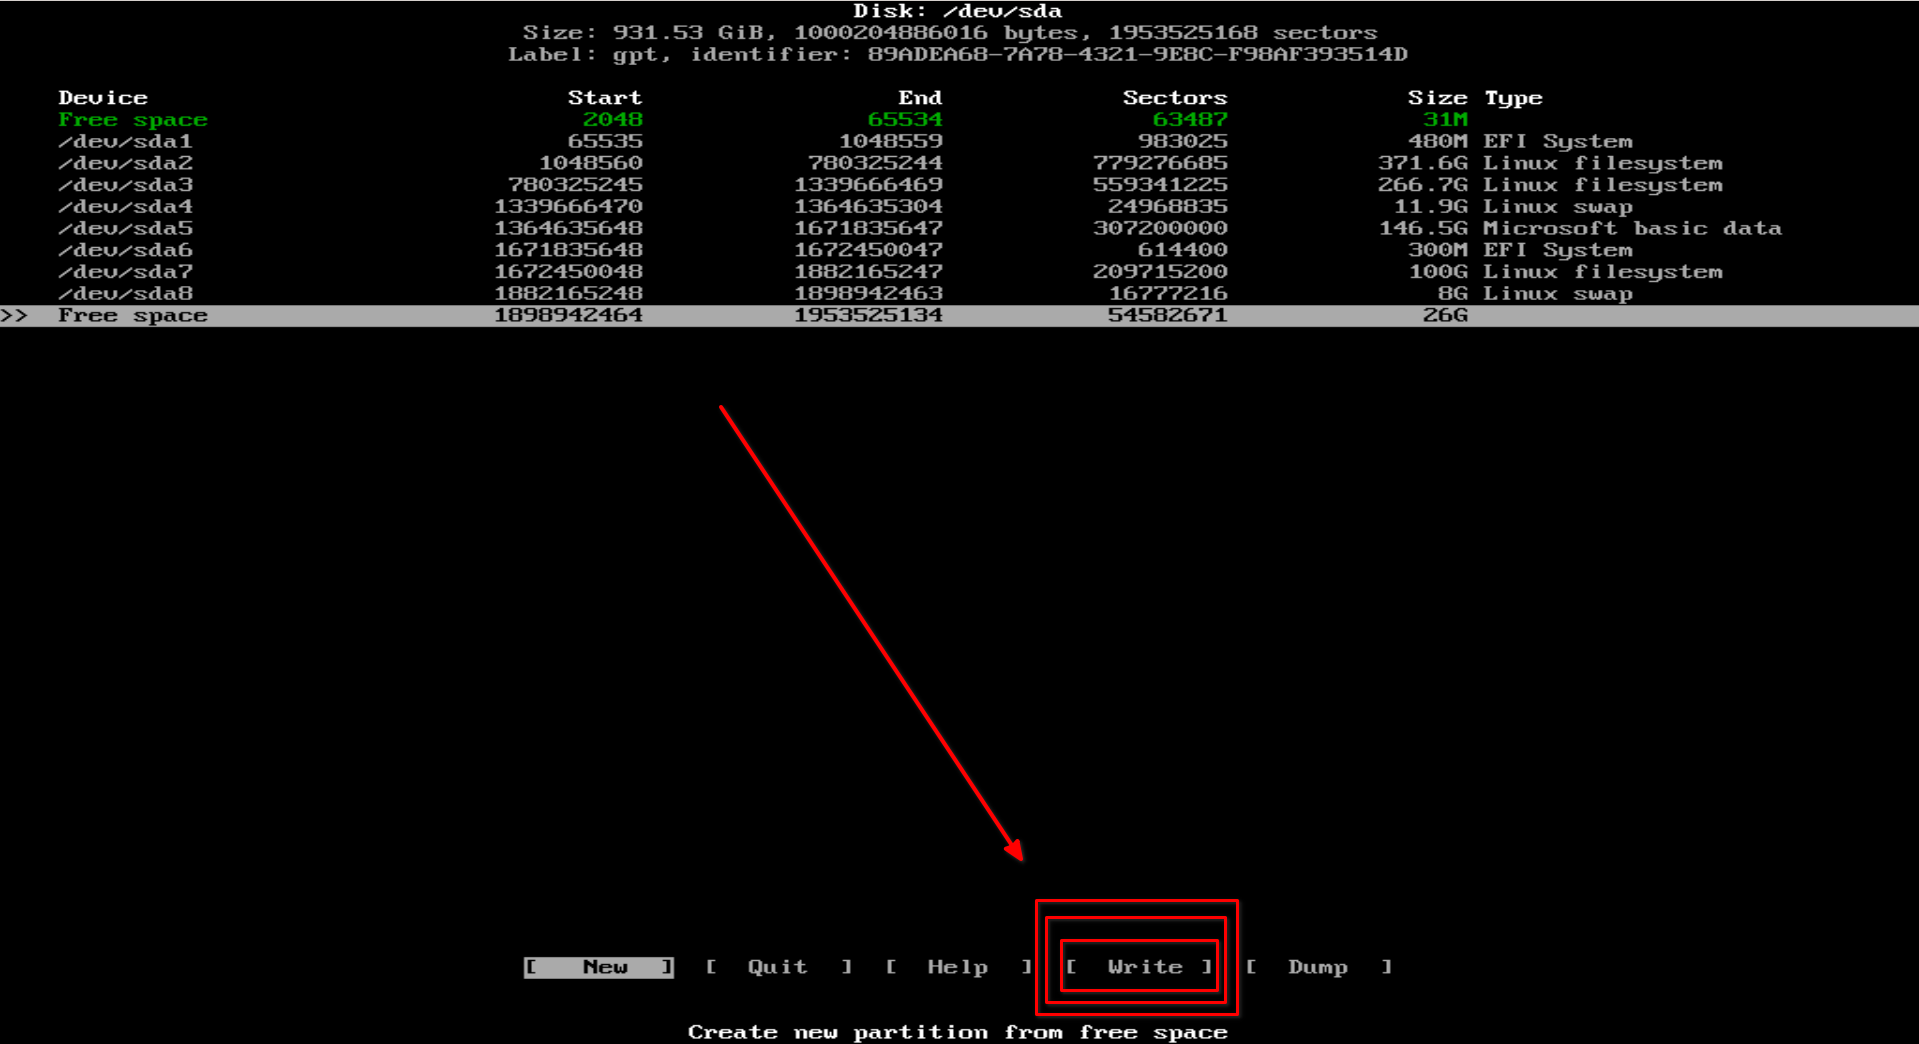 Disk: /dev/sda
Size: 931.53 GiB, 1000204886016 bytes, 1953525168 sectors
Label: gpt, identifier: 89ADEA68-7A78-4321-9E8C-F98AF393514D
Device Start End Sectors Size Type
Free space 2048 65534 63487 31M
/dev/sda1 65535 1048559 983025 480M EFI System
/dev/sda2 1048560 780325244 779276685 371.6G Linux filesystem
/dev/sda3 780325245 1339666469 559341225 266.7G Linux filesystem
/dev/sda4 1339666470 1364635304 24968835 11.9G Linux swap
/dev/sda5 1364635648 1671835647 307200000 146.5G Microsoft basic data
/dev/sda6 1671835648 1672450047 614400 300M EFI System
/dev/sda7 1672450048 1882165247 209715200 100G Linux filesystem
/dev/sda8 1882165248 1898942463 16777216 8G Linux swap
>> Free space 1898942464 1953525134 54582671 26G
[ New ] [ Quit ] [ Help ] [ Write ] [ Dump ]
Create new partition from free space